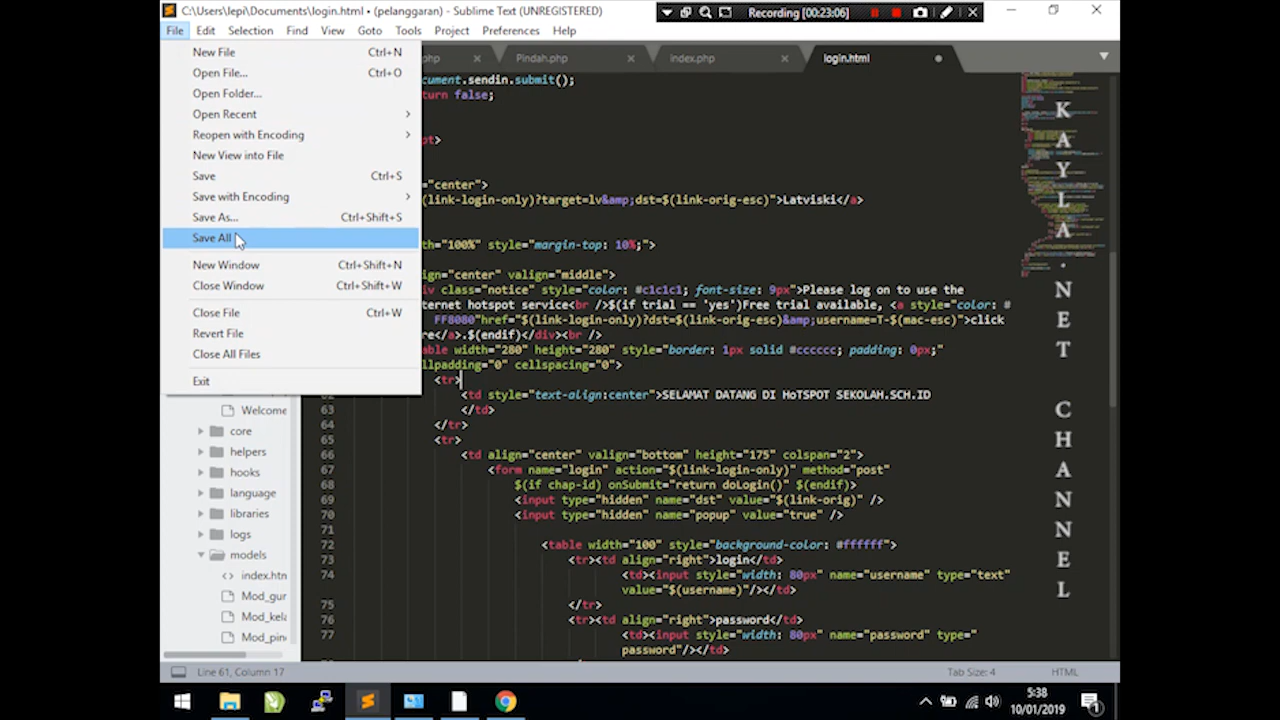 C:\Users\lepi\Documents\login.html • (pelanggaran) - Sublime Text (UNREGISTERED)
Recording [00:23:06]
File Edit Selection Find View Goto Tools Project Preferences Help
New File Ctrl+N
Open File... Ctrl+O
Open Folder...
Open Recent
Reopen with Encoding
New View into File
Save Ctrl+S
Save with Encoding
Save As... Ctrl+Shift+S
Save All
New Window Ctrl+Shift+N
Close Window Ctrl+Shift+W
Close File Ctrl+W
Revert File
Close All Files
Exit
Welcome
core
helpers
hooks
language
libraries
logs
models
index.htn
Mod_gur
Mod_kela
Mod_pin
php Pindah.php index.php login.html
cument.sendin.submit();
turn false;
pt>
="center">
(link-login-only)?target=lv&amp;dst=$(link-orig-esc)">Latviski</a>
th="100%" style="margin-top: 10%;">
ign="center" valign="middle">
iv class="notice" style="color: #c1c1c1; font-size: 9px">Please log on to use the
ternet hotspot service<br />$(if trial == 'yes')Free trial available, <a style="color: #
FF8080"href="$(link-login-only)?dst=$(link-orig-esc)&amp;username=T-$(mac-esc)">click
re</a>.$(endif)</div><br />
able width="280" height="280" style="border: 1px solid #cccccc; padding: 0px;"
llpadding="0" cellspacing="0">
<tr>
62 <td style="text-align:center">SELAMAT DATANG DI HoTSPOT SEKOLAH.SCH.ID
63 </td>
64 </tr>
65 <tr>
66 <td align="center" valign="bottom" height="175" colspan="2">
67 <form name="login" action="$(link-login-only)" method="post"
68 $(if chap-id) onSubmit="return doLogin()" $(endif)>
69 <input type="hidden" name="dst" value="$(link-orig)" />
70 <input type="hidden" name="popup" value="true" />
71
72 <table width="100" style="background-color: #ffffff">
73 <tr><td align="right">login</td>
74 <td><input style="width: 80px" name="username" type="text"
value="$(username)"/></td>
75 </tr>
76 <tr><td align="right">password</td>
77 <td><input style="width: 80px" name="password" type="
password"/></td>
KAYLA.NET CHANNEL
Line 61, Column 17
Tab Size: 4 HTML
5:38
10/01/2019
1